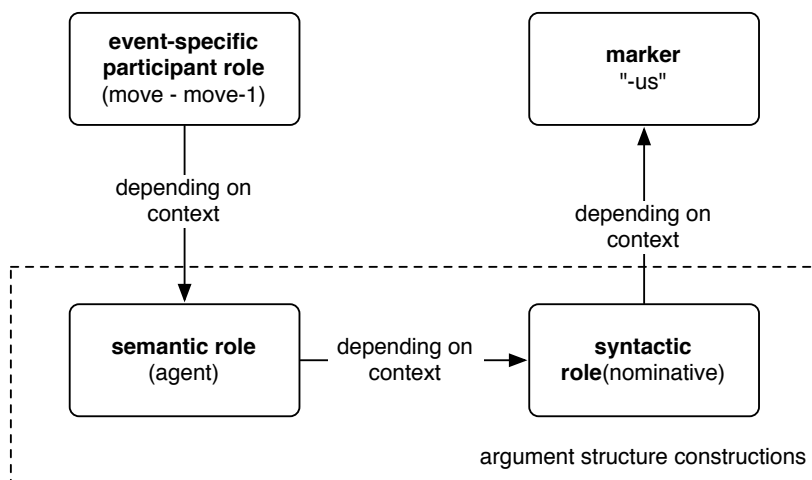 event-specific
participant role
(move - move-1)
marker
"-us"
depending on
context
depending on
context
semantic role
(agent)
depending on
context
syntactic
role(nominative)
argument structure constructions